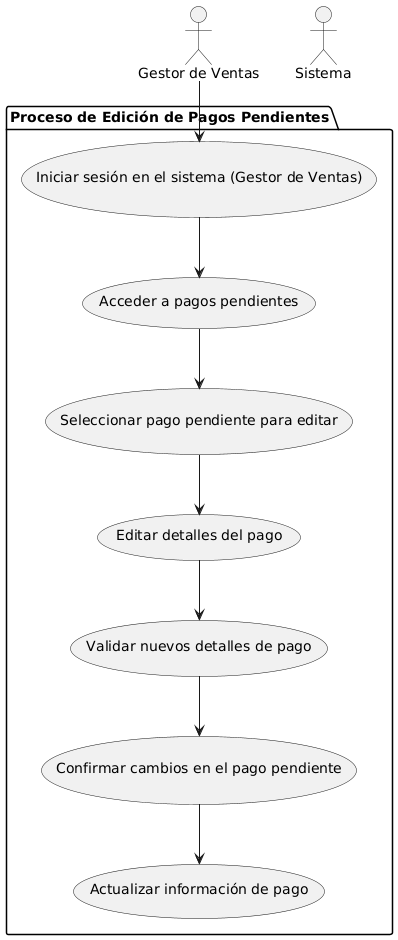 Gestor de Ventas
Sistema
Proceso de Edición de Pagos Pendientes
Iniciar sesión en el sistema (Gestor de Ventas)
Acceder a pagos pendientes
Seleccionar pago pendiente para editar
Editar detalles del pago
Validar nuevos detalles de pago
Confirmar cambios en el pago pendiente
Actualizar información de pago